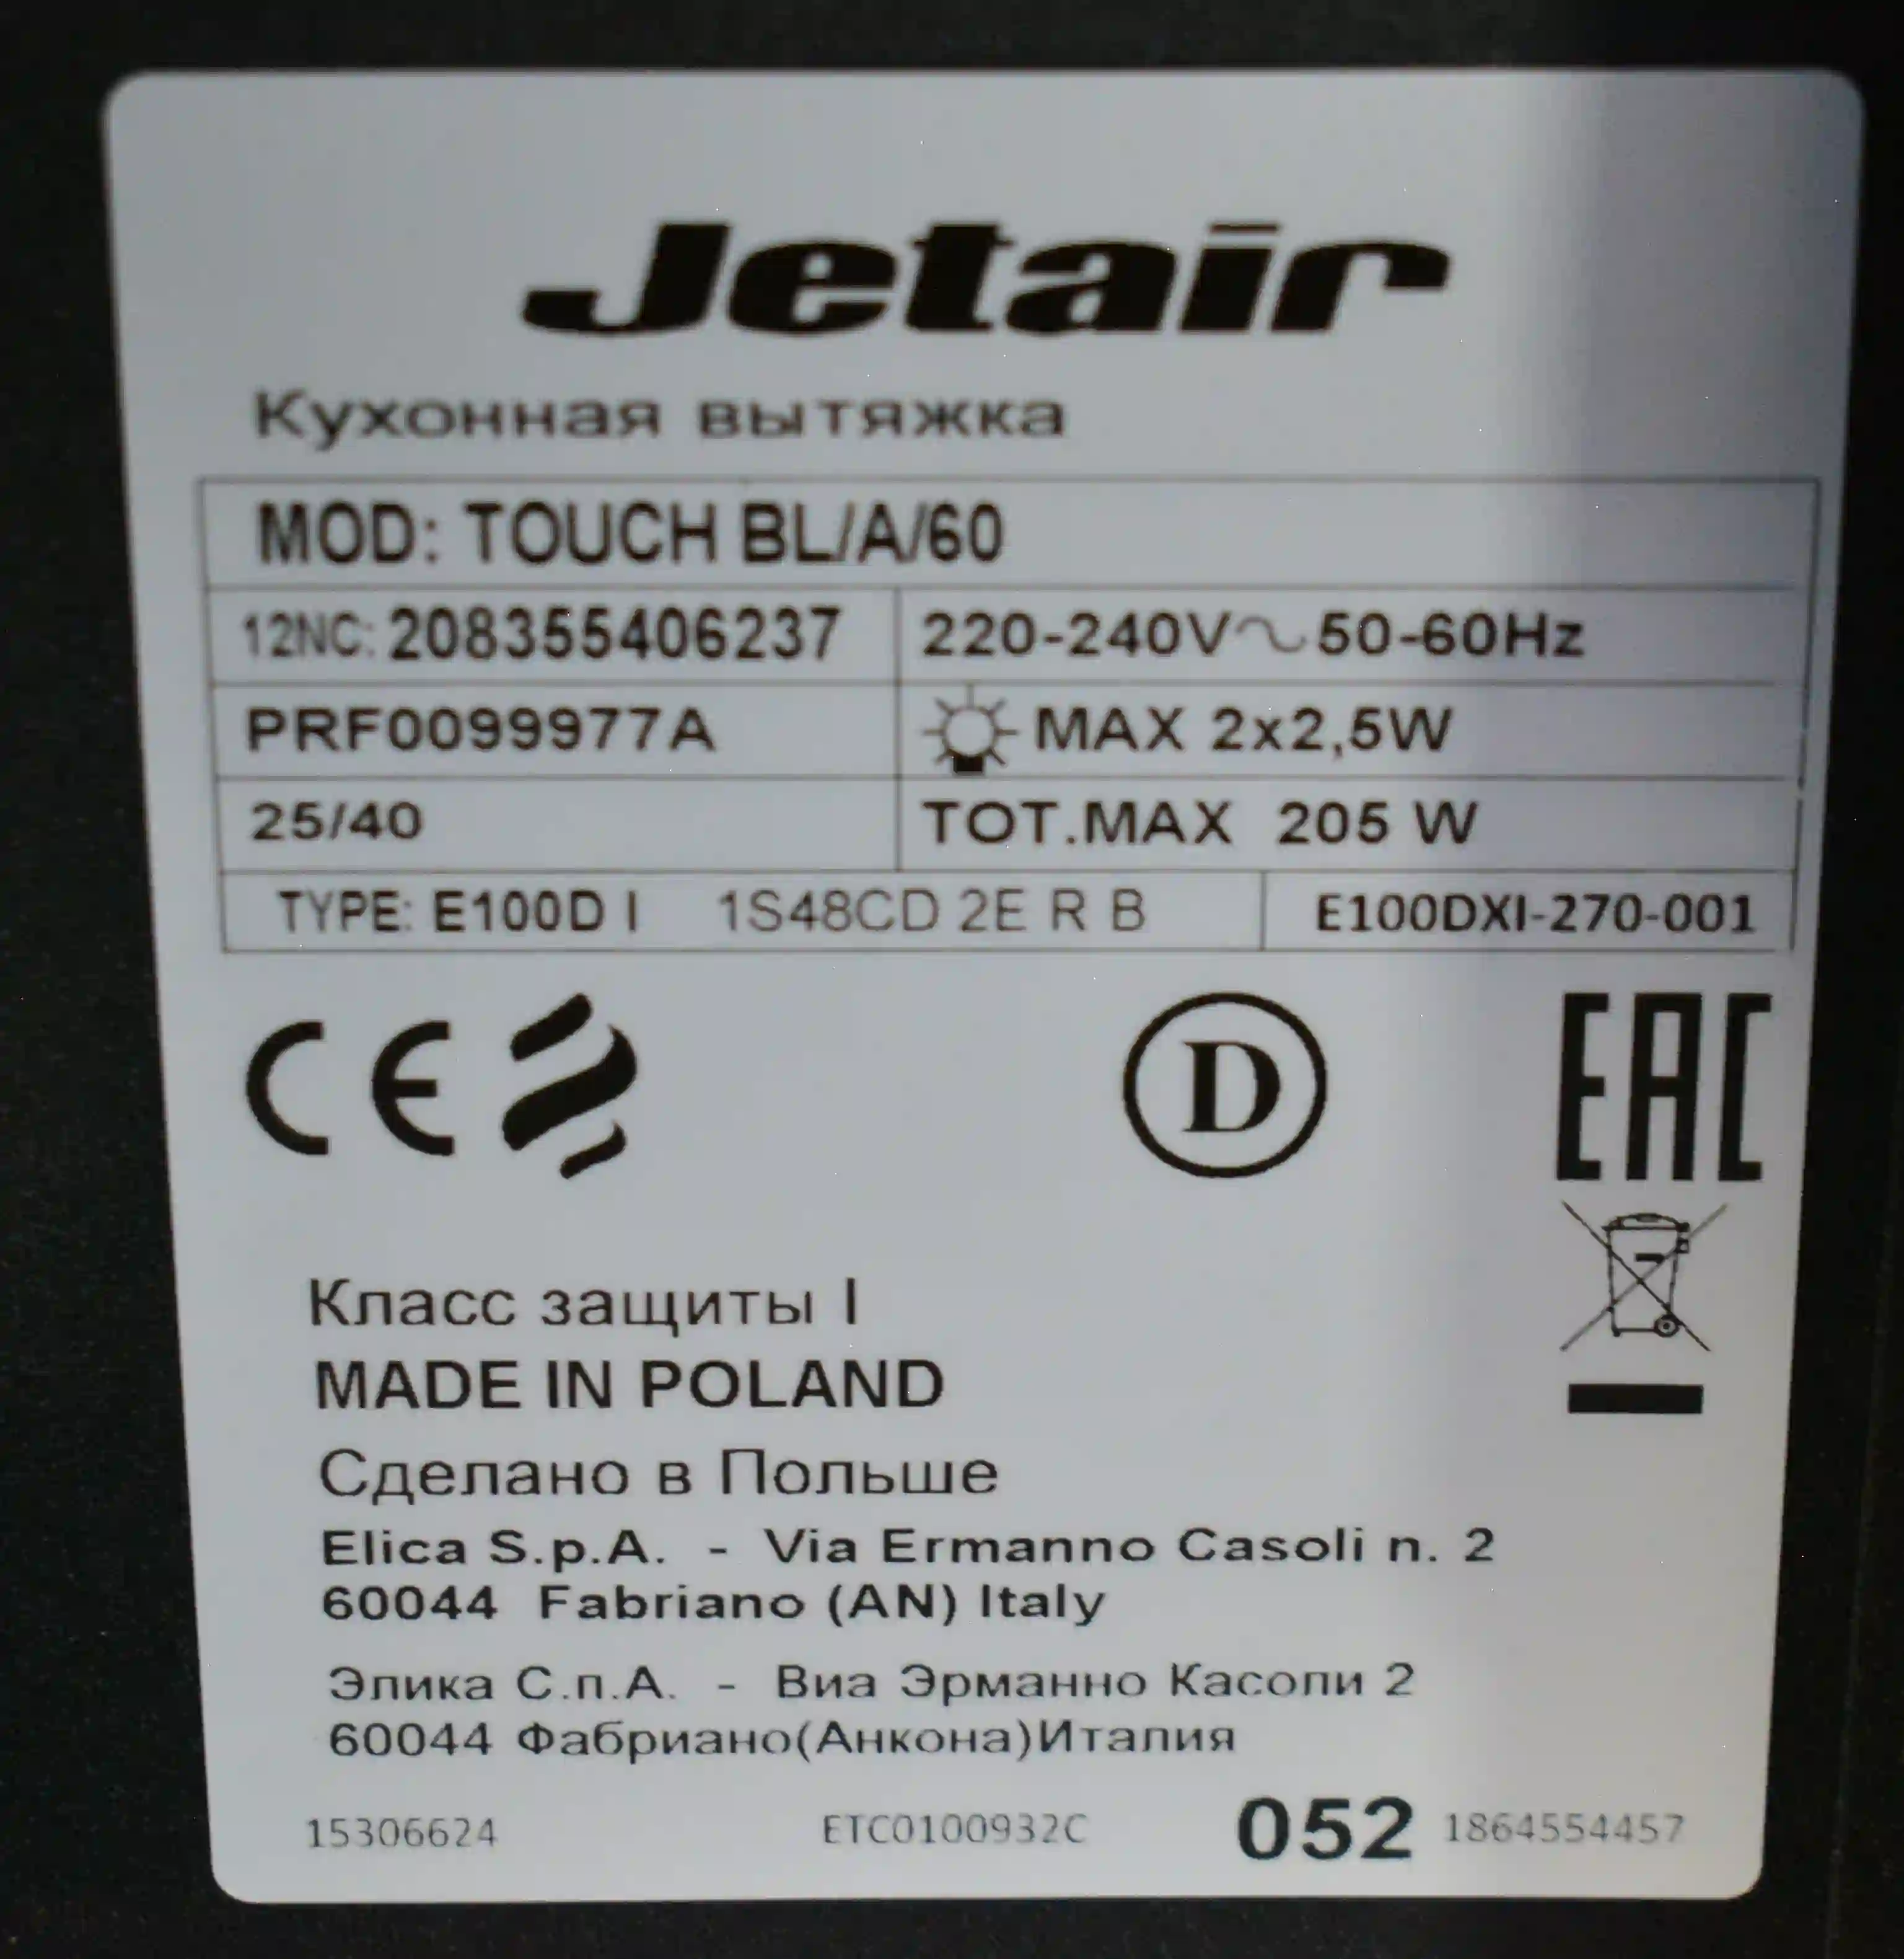 Jetair
Кухонная вытяжка
MOD: TOUCH BL/A/60
12NC: 208355406237 220-240V~50-60Hz
PRF0099977A MAX 2x2,5W
25/40 TOT.MAX 205 W
TYPE: E100D I 1S48CD 2E R B E100DXI-270-001
CE D EAC
Класс защиты I
MADE IN POLAND
Сделано в Польше
Elica S.p.A. - Via Ermanno Casoli n. 2
60044 Fabriano (AN) Italy
Элика С.п.А. - Виа Эрманно Касоли 2
60044 Фабриано(Анкона)Италия
15306624 ETC0100932C 052 1864554457